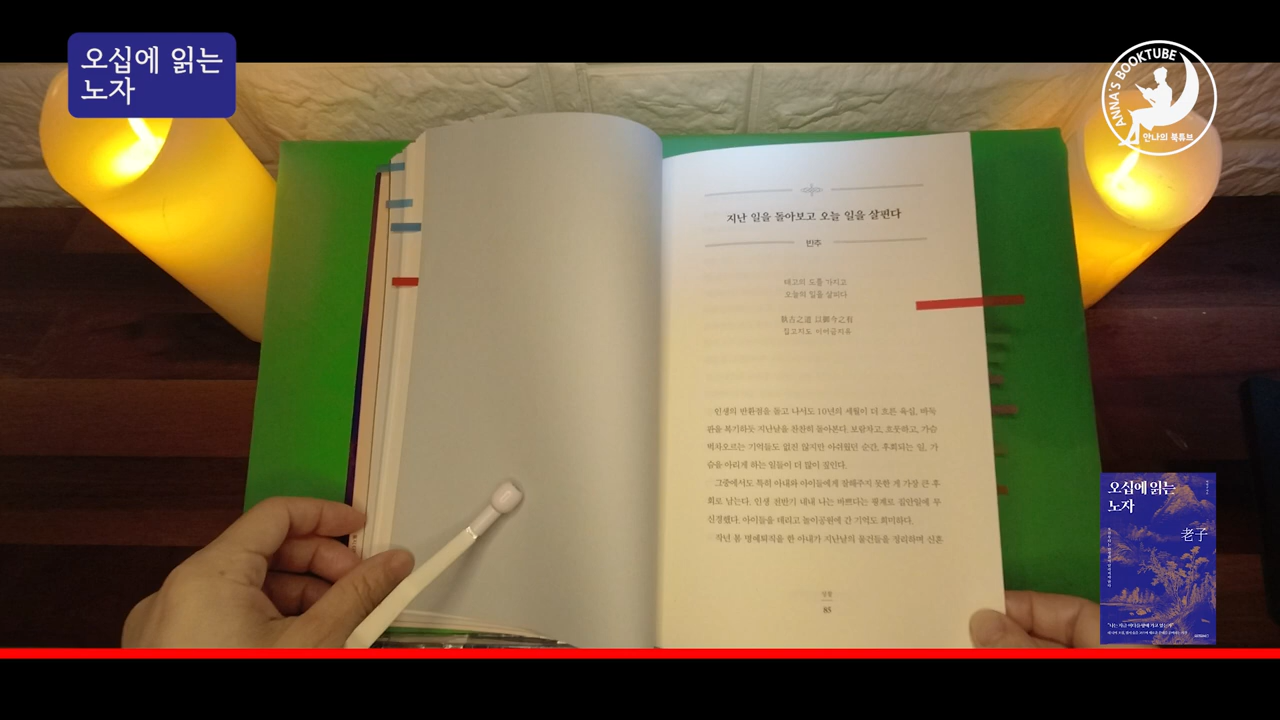 오십에 읽는
노자
ANNA'S BOOKTUBE
안나의 북튜브
지난 일을 돌아보고 오늘 일을 살핀다
반추
태고의 도를 가지고
오늘의 일을 살피다
執古之道 以御今之有
집고지도 이어금지유
인생의 반환점을 돌고 나서도 10년의 세월이 더 흐른 육십, 바둑
판을 복기하듯 지난날을 찬찬히 돌아본다. 보람차고, 흐뭇하고, 가슴
벅차오르는 기억들도 없진 않지만 아쉬웠던 순간, 후회되는 일, 가
슴을 아리게 하는 일들이 더 많이 쌓인다.
그중에서도 특히 아내와 아이들에게 잘해주지 못한 게 가장 큰 후
회로 남는다. 인생 전반기 내내 나는 바쁘다는 핑계로 집안일에 무
신경했다. 아이들을 데리고 놀이공원에 간 기억도 희미하다.
작년 봄 명예퇴직을 한 아내가 지난날의 물건들을 정리하며 신혼
85
오십에 읽는
노자
老子